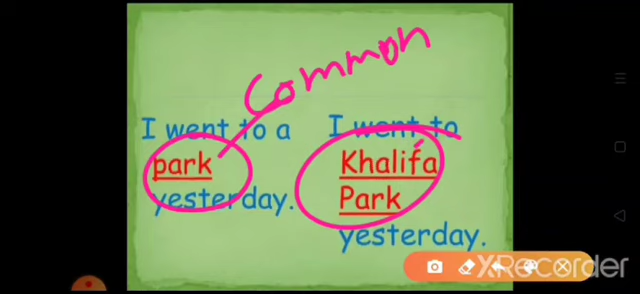 Common
I went to a
park
yesterday.
I went to
Khalifa
Park
yesterday.
XRecorder